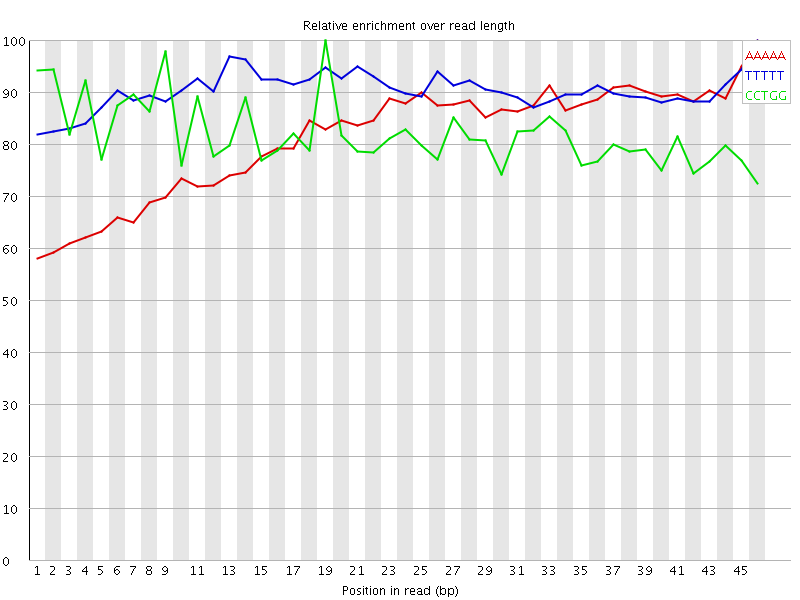 Relative enrichment over read length
100
90
80
70
60
50
40
30
20
10
0
AAAAA
TTTTT
CCTGG
1 2 3 4 5 6 7 8 9 11 13 15 17 19 21 23 25 27 29 31 33 35 37 39 41 43 45
Position in read (bp)